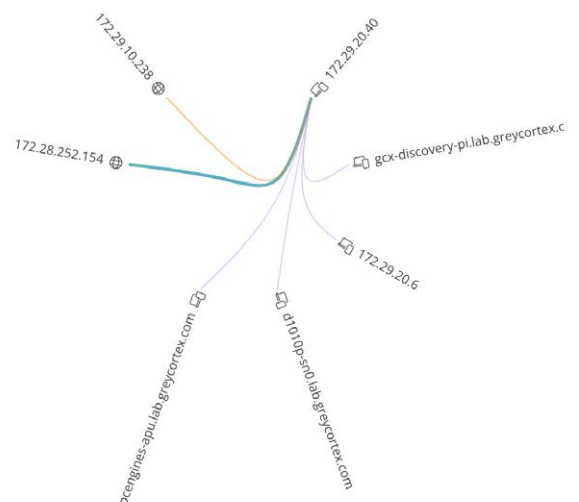 172.29.10.238
172.29.20.40
172.28.252.154
gcx-discovery-pi.lab.greycortex.c
172.29.20.6
pcengines-apu.lab.greycortex.com
d1010p-sn0.lab.greycortex.com